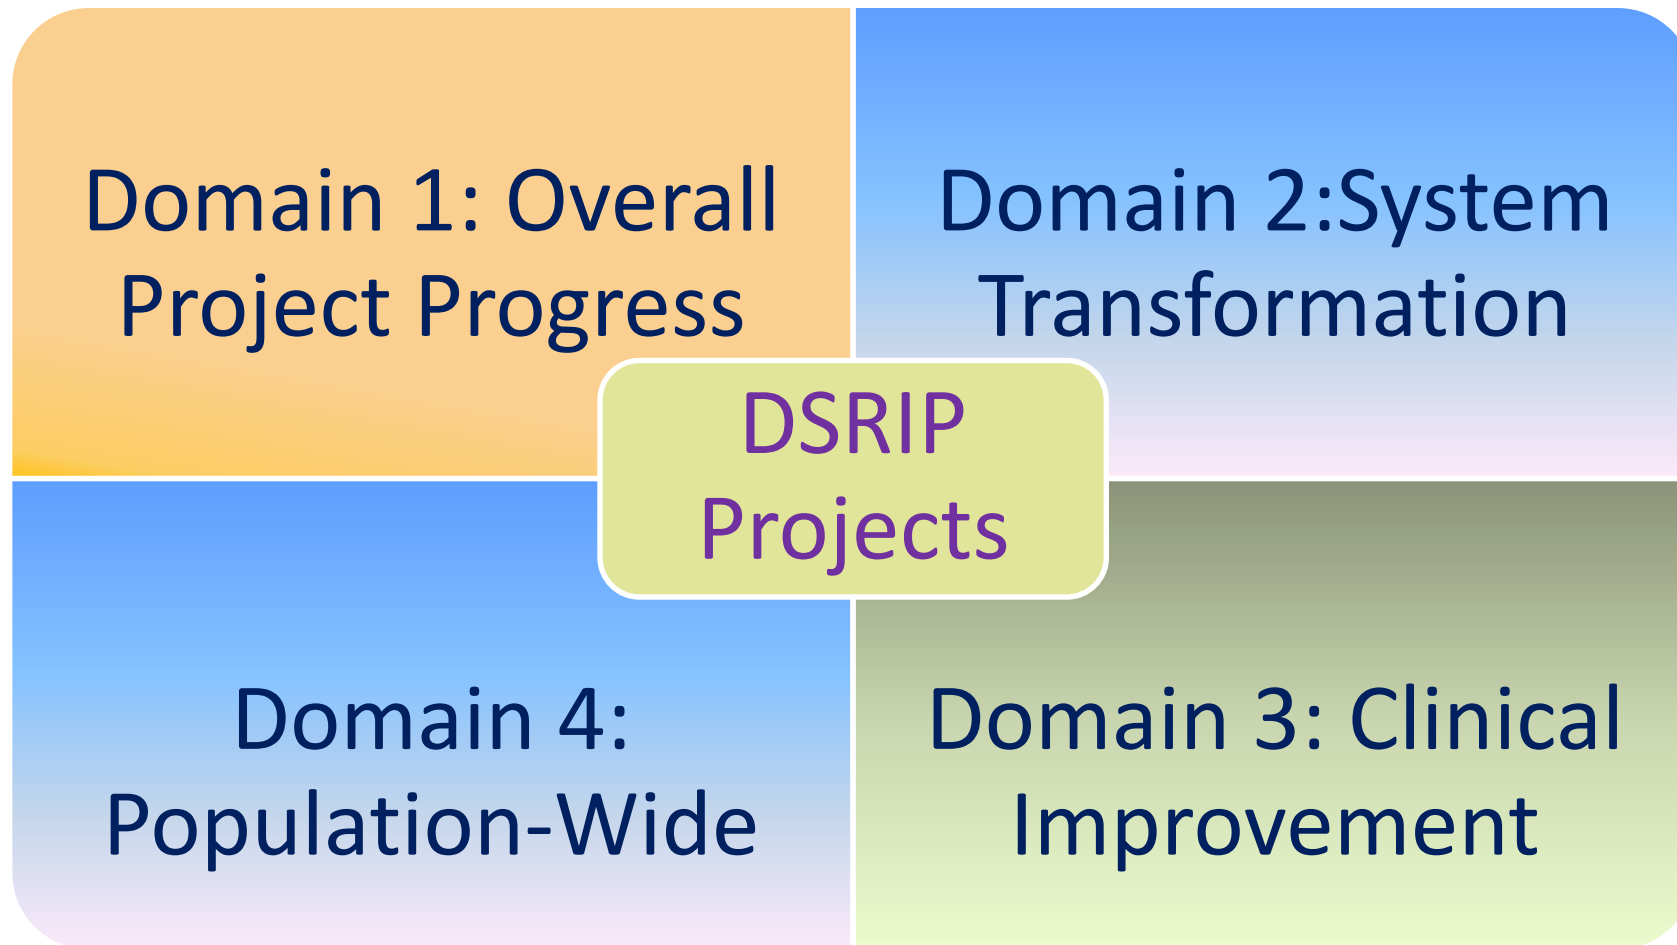 Domain 1: Overall
Project Progress
Domain 2:System
Transformation
DSRIP
Projects
Domain 4:
Population-Wide
Domain 3: Clinical
Improvement